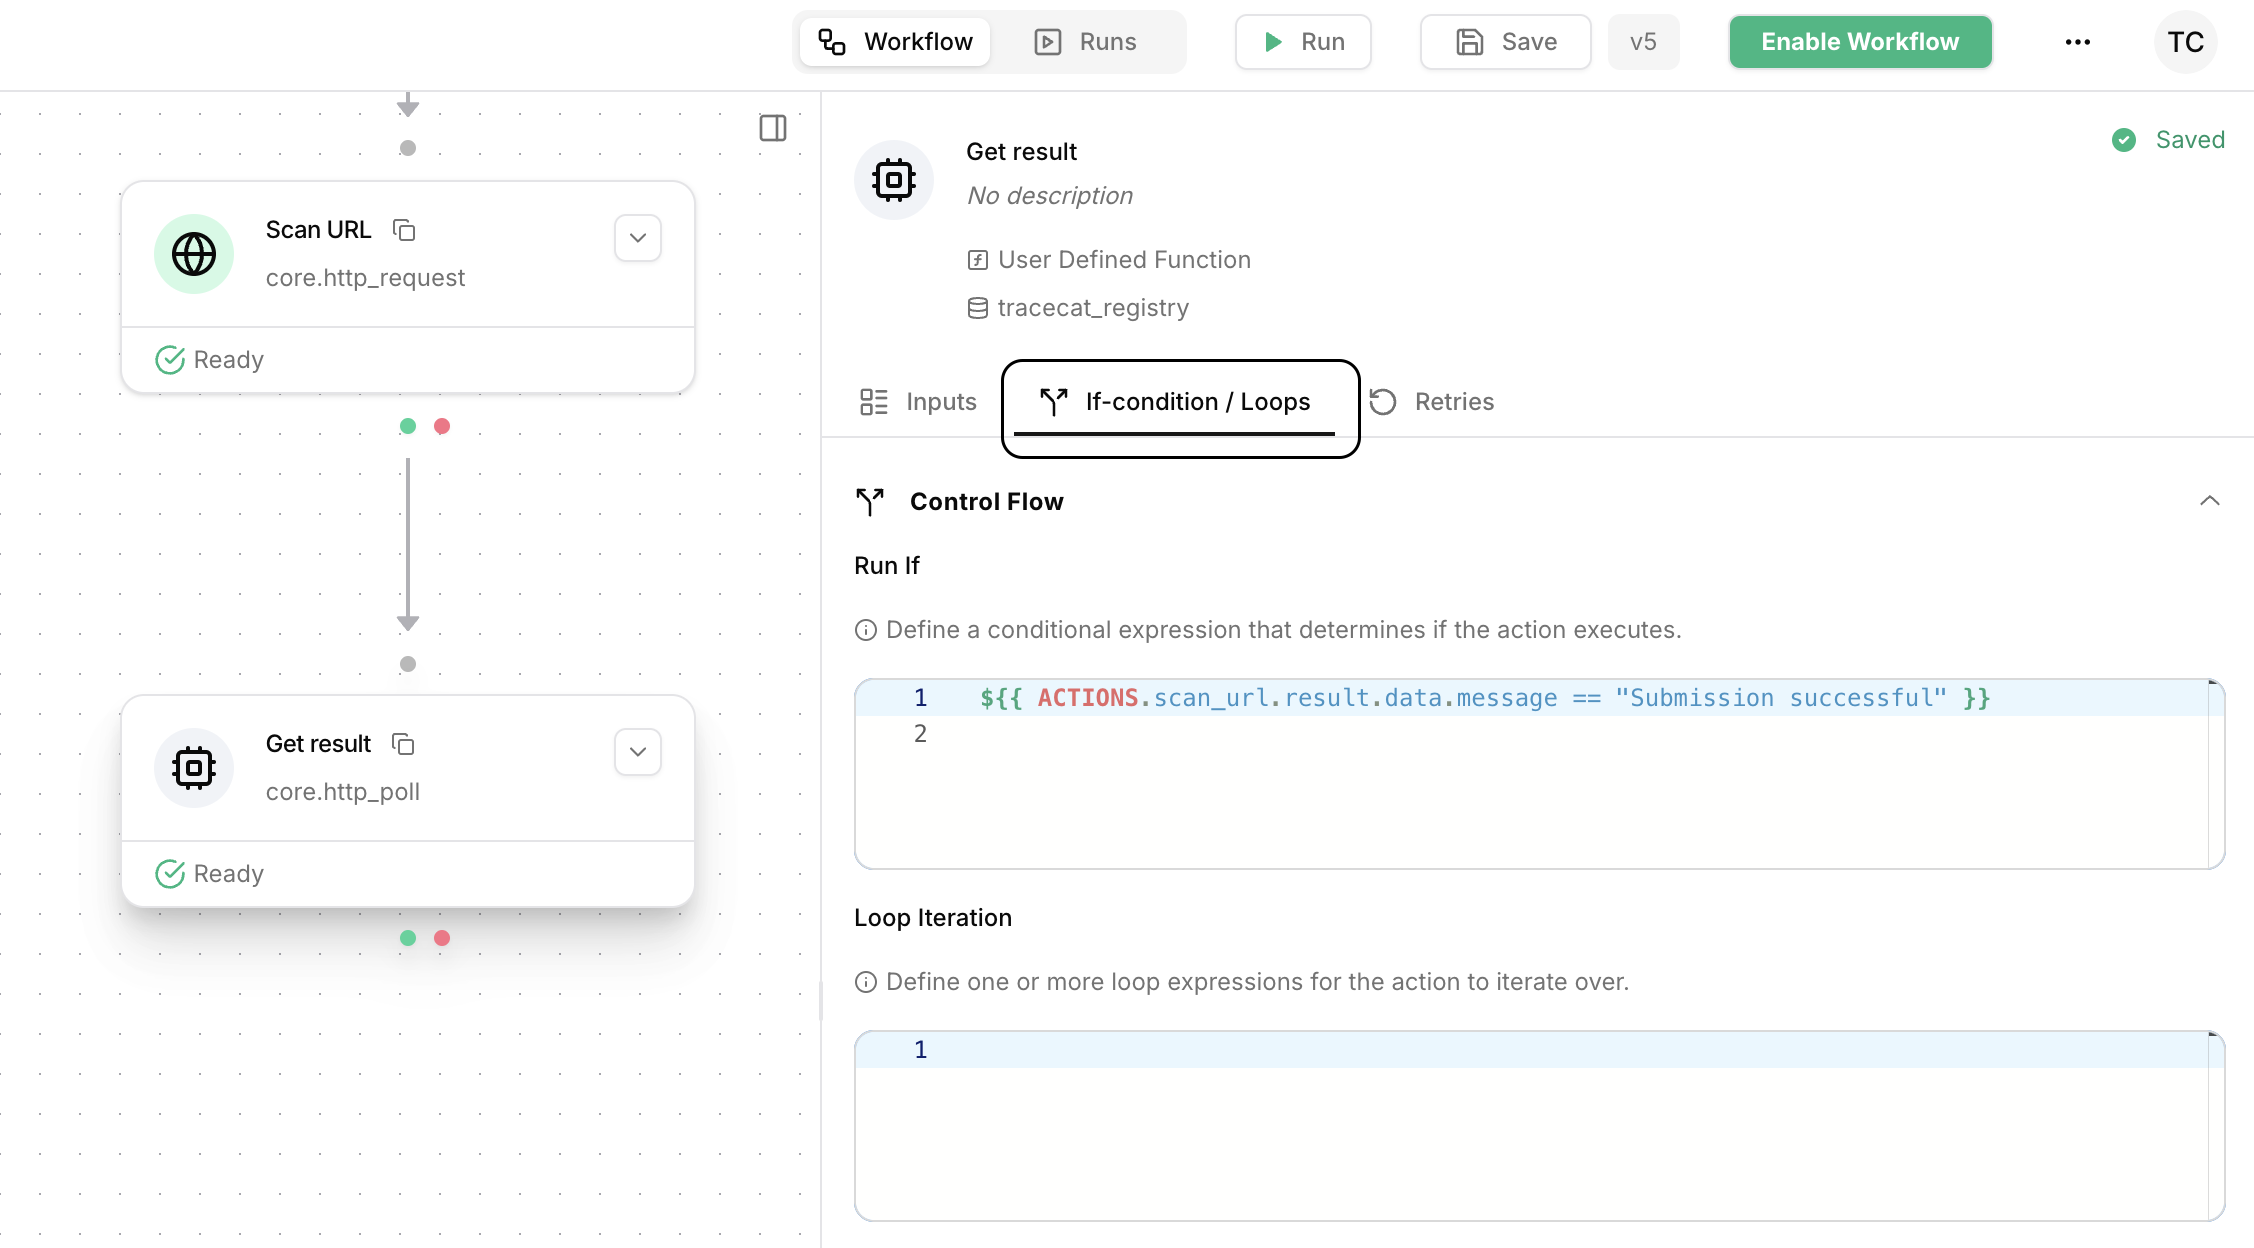 Workflow
Runs
Run
Save
v5
Enable Workflow
TC
Scan URL
core.http_request
Ready
Get result
core.http_poll
Ready
Get result
No description
Saved
User Defined Function
tracecat_registry
Inputs
If-condition / Loops
Retries
Control Flow
Run If
Define a conditional expression that determines if the action executes.
1 ${{ ACTIONS.scan_url.result.data.message == "Submission successful" }}
2
Loop Iteration
Define one or more loop expressions for the action to iterate over.
1